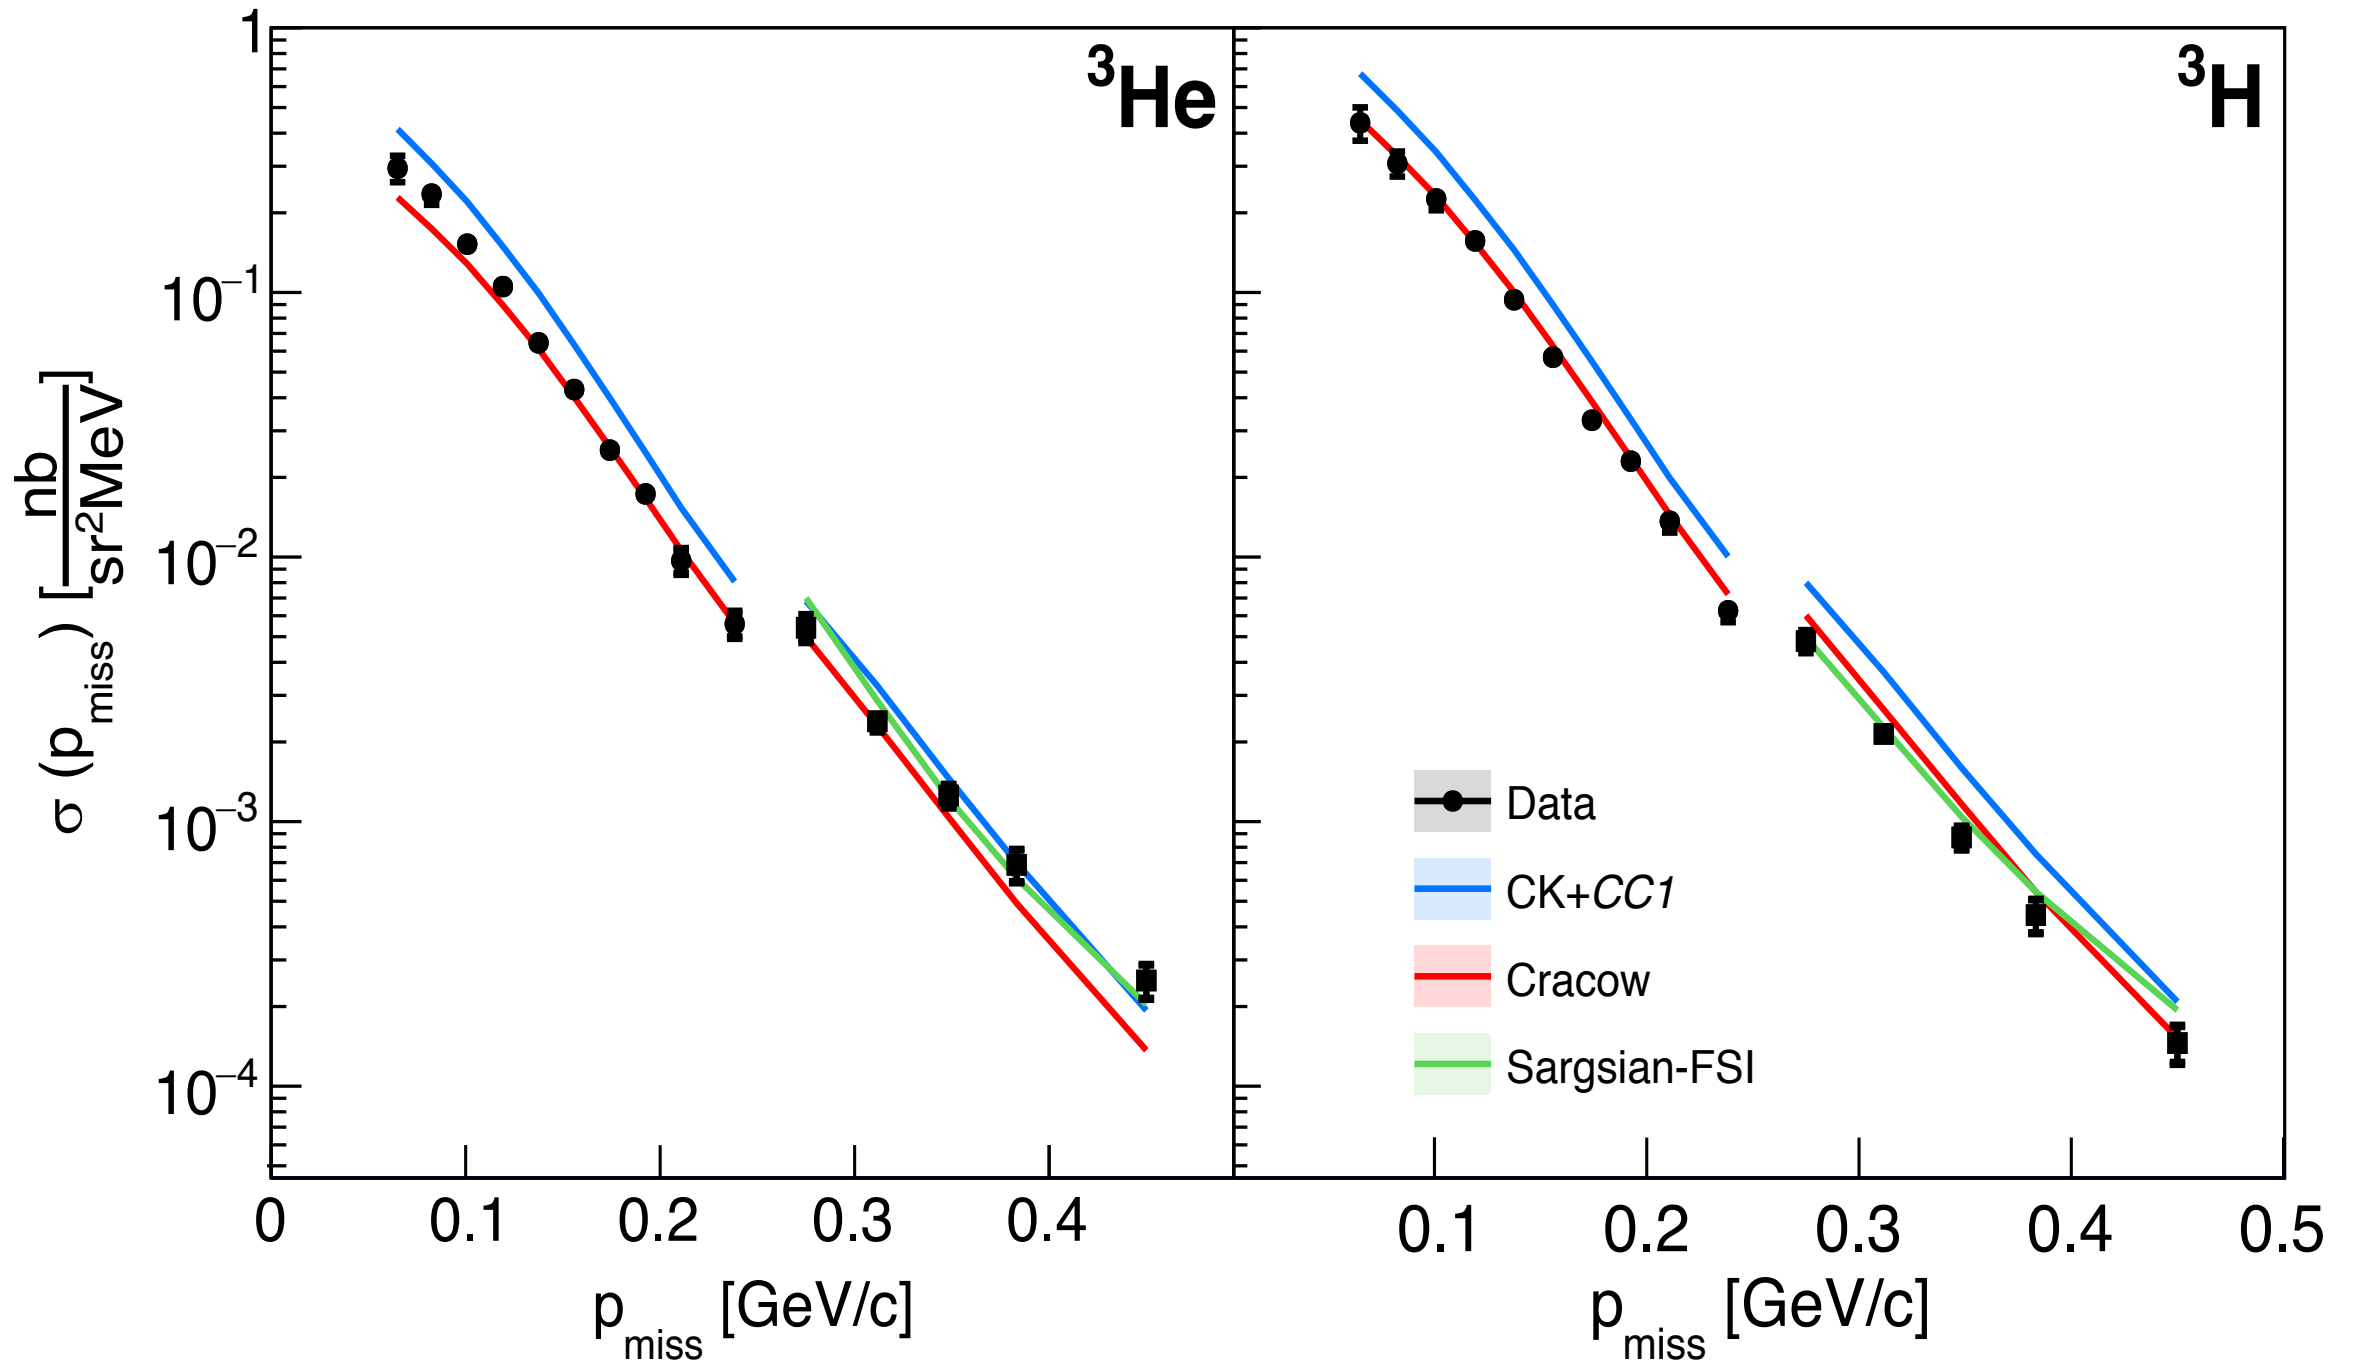 ³He
³H
σ (p_miss) [nb/sr²MeV]
1
10⁻¹
10⁻²
10⁻³
10⁻⁴
Data
CK+CC1
Cracow
Sargsian-FSI
0 0.1 0.2 0.3 0.4
0.1 0.2 0.3 0.4 0.5
p_miss [GeV/c]
p_miss [GeV/c]